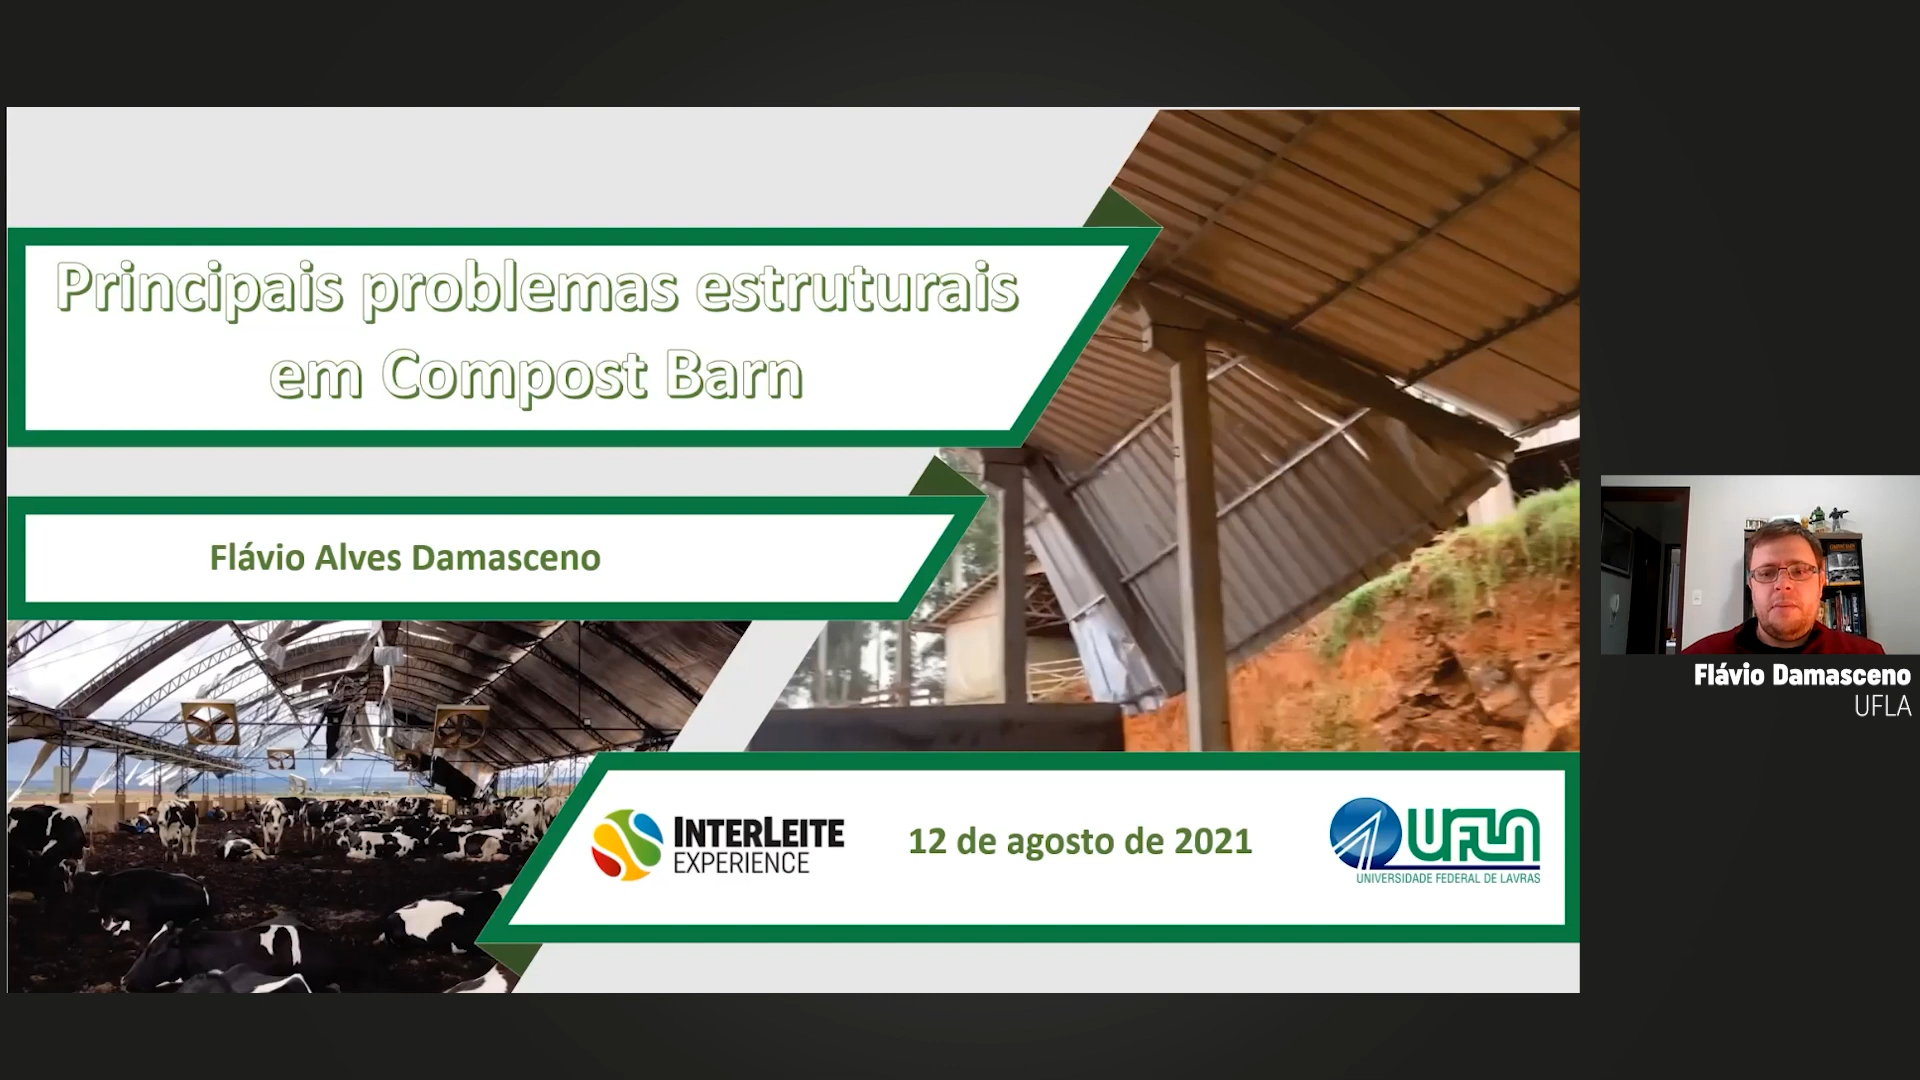 Principais problemas estruturais
em Compost Barn
Flávio Alves Damasceno
INTERLEITE
EXPERIENCE
12 de agosto de 2021
UFLA
UNIVERSIDADE FEDERAL DE LAVRAS
Flávio Damasceno
UFLA